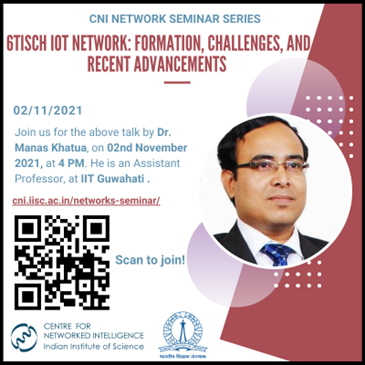 CNI NETWORK SEMINAR SERIES
6TISCH IOT NETWORK: FORMATION, CHALLENGES, AND
RECENT ADVANCEMENTS
02/11/2021
Join us for the above talk by Dr.
Manas Khatua, on 02nd November
2021, at 4 PM. He is an Assistant
Professor, at IIT Guwahati .
cni.iisc.ac.in/networks-seminar/
Scan to join!
CENTRE FOR
NETWORKED INTELLIGENCE
Indian Institute of Science
भारतीय विज्ञान संस्थान